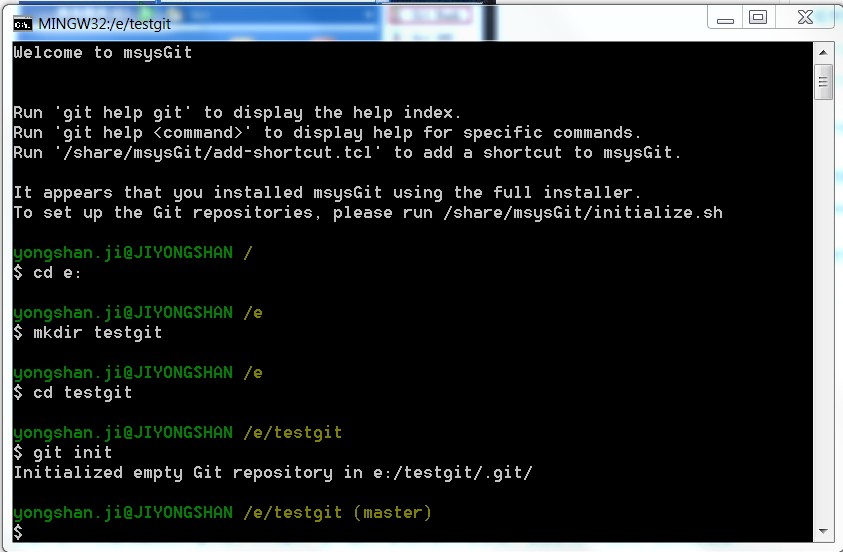 MINGW32:/e/testgit
Welcome to msysGit
Run 'git help git' to display the help index.
Run 'git help <command>' to display help for specific commands.
Run '/share/msysGit/add-shortcut.tcl' to add a shortcut to msysGit.
It appears that you installed msysGit using the full installer.
To set up the Git repositories, please run /share/msysGit/initialize.sh
yongshan.ji@JIYONGSHAN /
$ cd e:
yongshan.ji@JIYONGSHAN /e
$ mkdir testgit
yongshan.ji@JIYONGSHAN /e
$ cd testgit
yongshan.ji@JIYONGSHAN /e/testgit
$ git init
Initialized empty Git repository in e:/testgit/.git/
yongshan.ji@JIYONGSHAN /e/testgit (master)
$